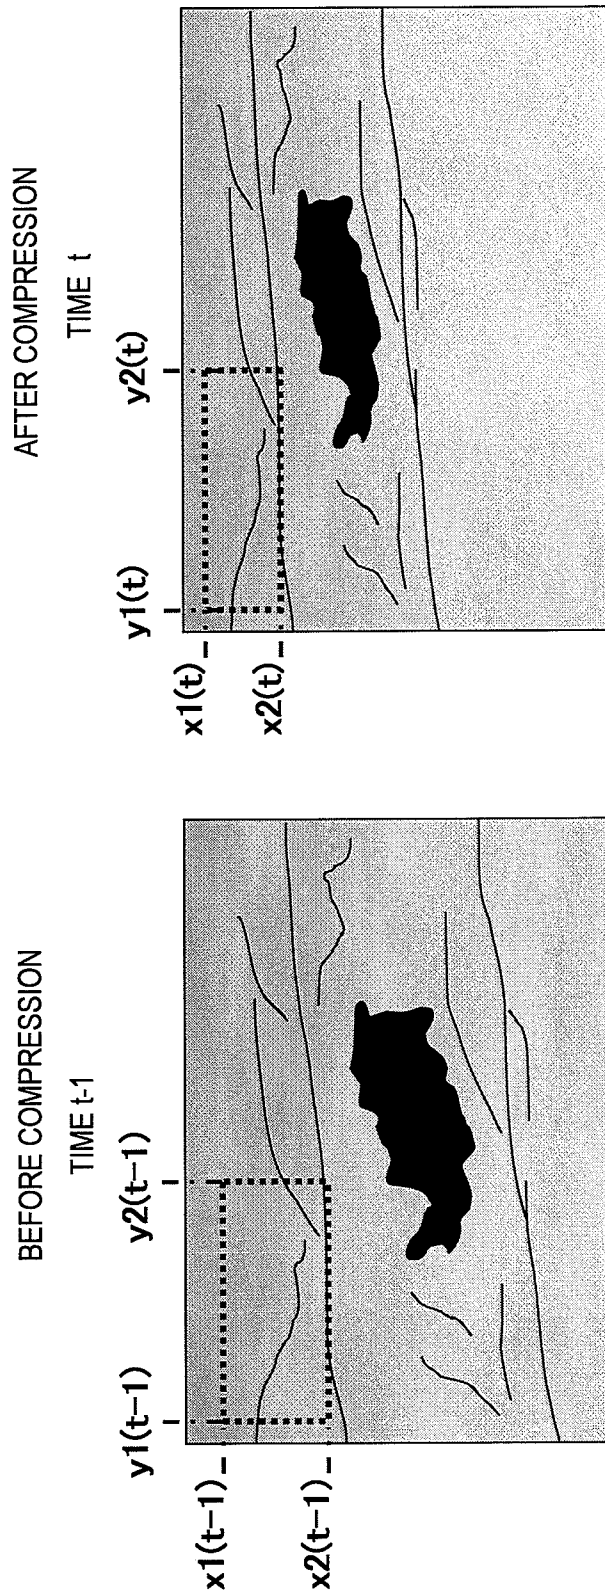 BEFORE COMPRESSION
TIME t-1
y1(t−1)
y2(t−1)
x1(t−1)
x2(t−1)
AFTER COMPRESSION
TIME t
y1(t)
y2(t)
x1(t)
x2(t)